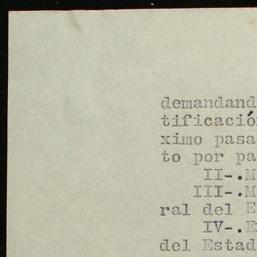 demandand
tificació
ximo pasa
to por pa
II-.M
III-.M
ral del E
IV-.E
del Estad